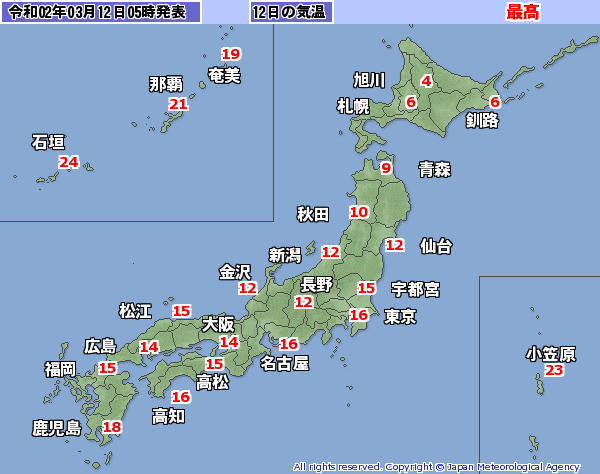 令和02年03月12日05時発表
12日の気温
最高
19
奄美
那覇
21
石垣
24
旭川
4
札幌
6
6
釧路
9
青森
秋田
10
12
仙台
新潟
12
金沢
12
長野
12
15
宇都宮
16
東京
松江
15
大阪
14
16
名古屋
広島
14
15
高松
福岡
15
16
高知
鹿児島
18
小笠原
23
All rights reserved. Copyright © Japan Meteorological Agency